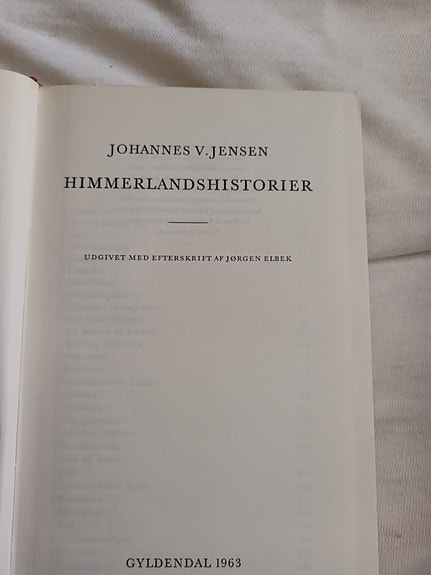 JOHANNES V. JENSEN
HIMMERLANDSHISTORIER
UDGIVET MED EFTERSKRIFT AF JØRGEN ELBEK
GYLDENDAL 1963